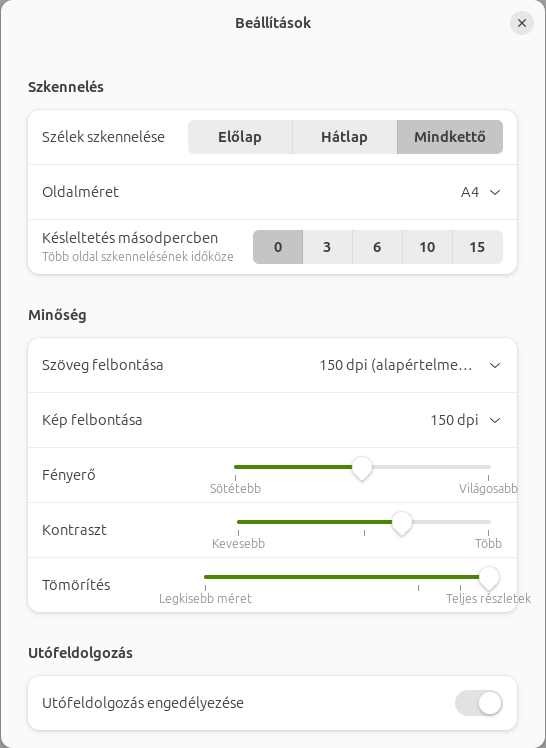 Beállítások
Szkennelés
Szélek szkennelése Előlap Hátlap Mindkettő
Oldalméret A4
Késleltetés másodpercben 0 3 6 10 15
Több oldal szkennelésének időköze
Minőség
Szöveg felbontása 150 dpi (alapértelme…
Kép felbontása 150 dpi
Fényerő
Sötétebb Világosabb
Kontraszt
Kevesebb Több
Tömörítés
Legkisebb méret Teljes részletek
Utófeldolgozás
Utófeldolgozás engedélyezése